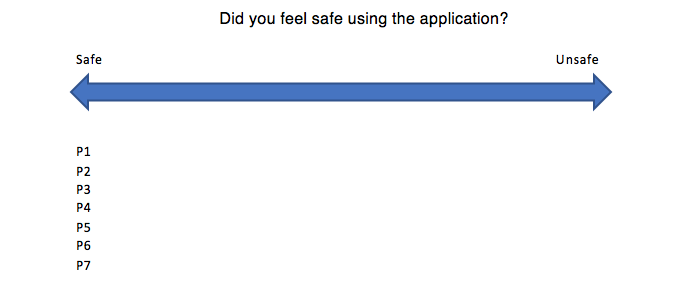 Did you feel safe using the application?
Safe Unsafe
P1
P2
P3
P4
P5
P6
P7